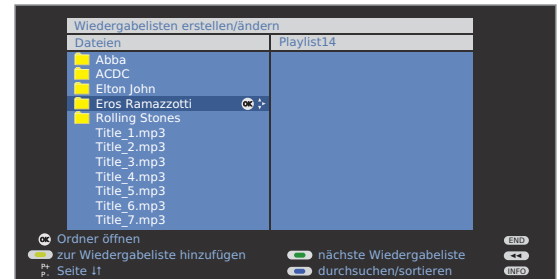 Wiedergabelisten erstellen/ändern
Dateien Playlist14
Abba
ACDC
Elton John
Eros Ramazzotti OK
Rolling Stones
Title_1.mp3
Title_2.mp3
Title_3.mp3
Title_4.mp3
Title_5.mp3
Title_6.mp3
Title_7.mp3
OK Ordner öffnen END
zur Wiedergabeliste hinzufügen nächste Wiedergabeliste
P+ P- Seite ↓↑ durchsuchen/sortieren INFO